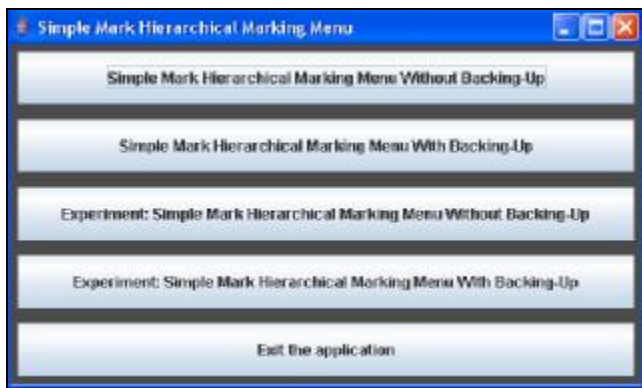 Simple Mark Hierarchical Marking Menu
Simple Mark Hierarchical Marking Menu Without Backing-Up
Simple Mark Hierarchical Marking Menu With Backing-Up
Experiment: Simple Mark Hierarchical Marking Menu Without Backing-Up
Experiment: Simple Mark Hierarchical Marking Menu With Backing-Up
Exit the application